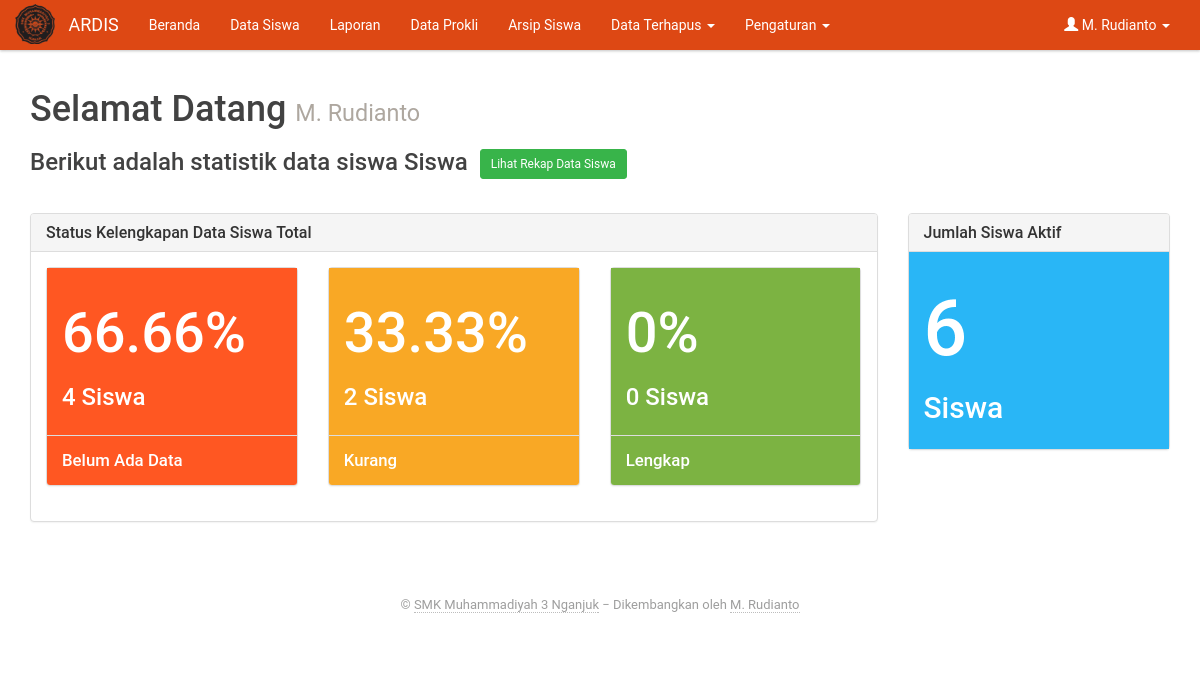 ARDIS Beranda Data Siswa Laporan Data Prokli Arsip Siswa Data Terhapus Pengaturan M. Rudianto
Selamat Datang M. Rudianto
Berikut adalah statistik data siswa Siswa Lihat Rekap Data Siswa
Status Kelengkapan Data Siswa Total
66.66%
4 Siswa
Belum Ada Data
33.33%
2 Siswa
Kurang
0%
0 Siswa
Lengkap
Jumlah Siswa Aktif
6
Siswa
© SMK Muhammadiyah 3 Nganjuk – Dikembangkan oleh M. Rudianto